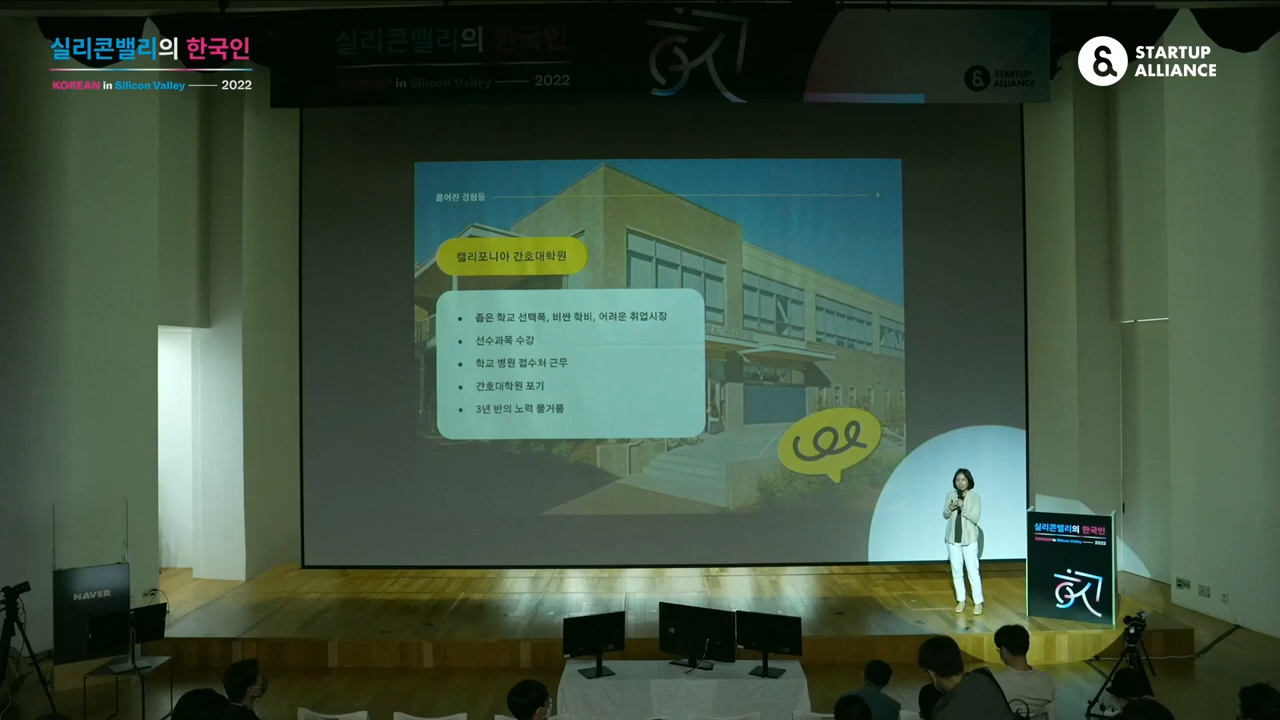 실리콘밸리의 한국인
KOREAN in Silicon Valley 2022
STARTUP
ALLIANCE
실리콘밸리의 한국인
KOREAN in Silicon Valley 2022
STARTUP
ALLIANCE
흩어진 경험들
캘리포니아 간호대학원
• 좁은 학교 선택폭, 비싼 학비, 어려운 취업시장
• 선수과목 수강
• 학교 병원 접수처 근무
• 간호대학원 포기
• 3년 반의 노력 물거품
실리콘밸리의 한국인
KOREAN in Silicon Valley 2022
NAVER